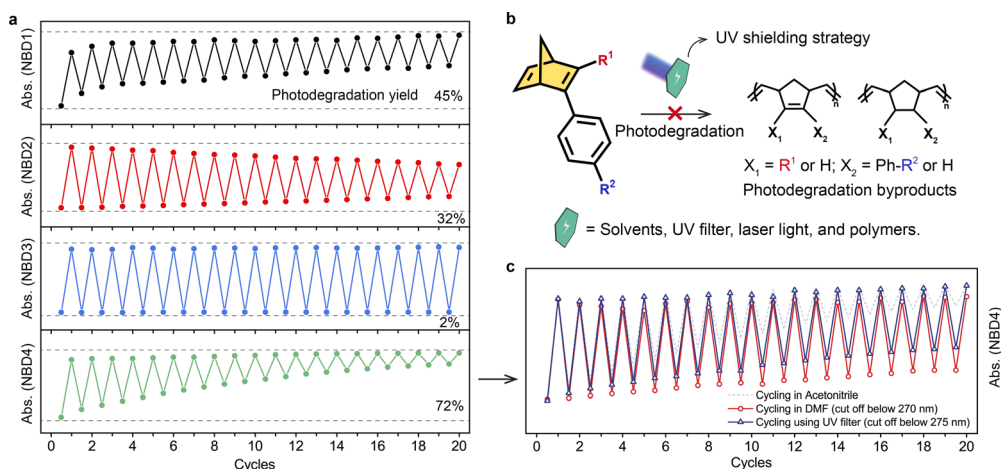 a
Abs. (NBD1)
Photodegradation yield 45%
Abs. (NBD2)
32%
Abs. (NBD3)
2%
Abs. (NBD4)
72%
0 2 4 6 8 10 12 14 16 18 20
Cycles
b
R¹
R²
UV shielding strategy
Photodegradation
n
X₁ X₂ X₁ X₂
X₁ = R¹ or H; X₂ = Ph-R² or H
Photodegradation byproducts
= Solvents, UV filter, laser light, and polymers.
c
Abs. (NBD4)
Cycling in Acetonitrile
Cycling in DMF (cut off below 270 nm)
Cycling using UV filter (cut off below 275 nm)
0 2 4 6 8 10 12 14 16 18 20
Cycles